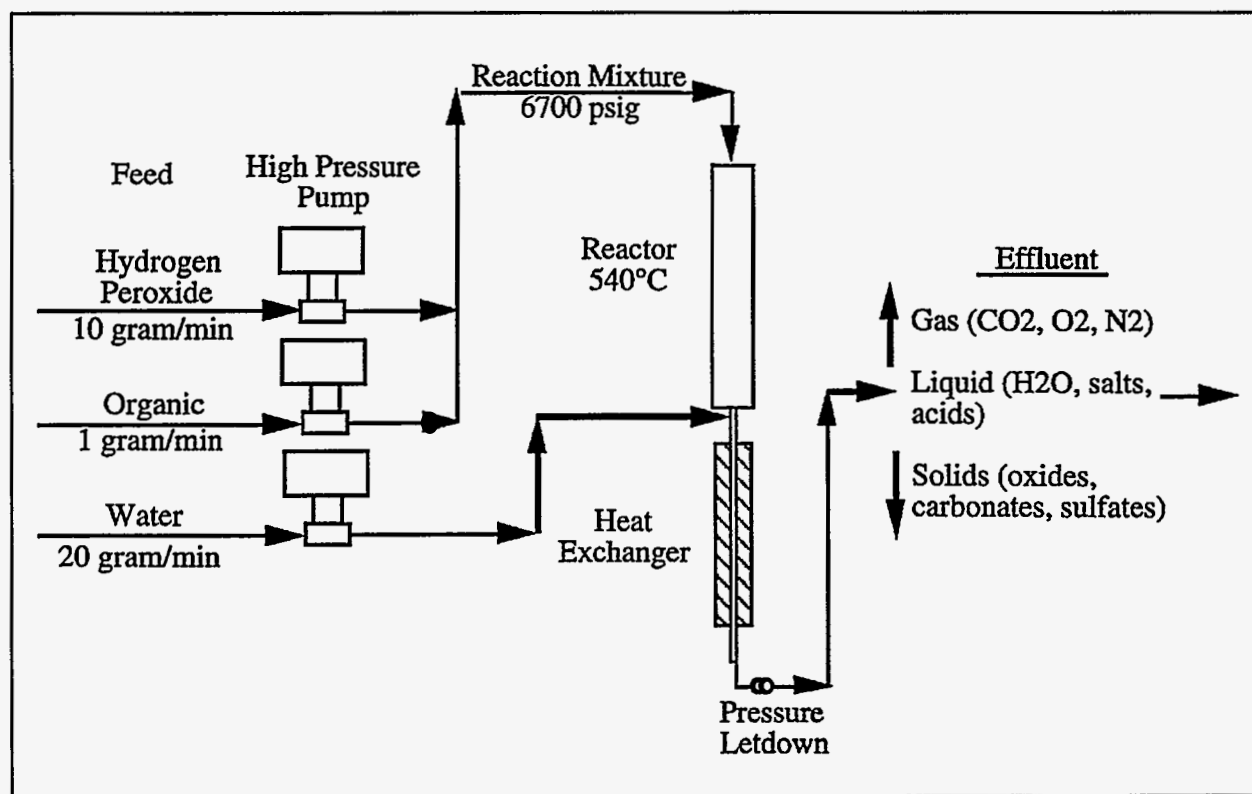 Reaction Mixture
6700 psig
Feed
High Pressure
Pump
Hydrogen
Peroxide
10 gram/min
Organic
1 gram/min
Water
20 gram/min
Reactor
540°C
Heat
Exchanger
Pressure
Letdown
Effluent
Gas (CO2, O2, N2)
Liquid (H2O, salts,
acids)
Solids (oxides,
carbonates, sulfates)